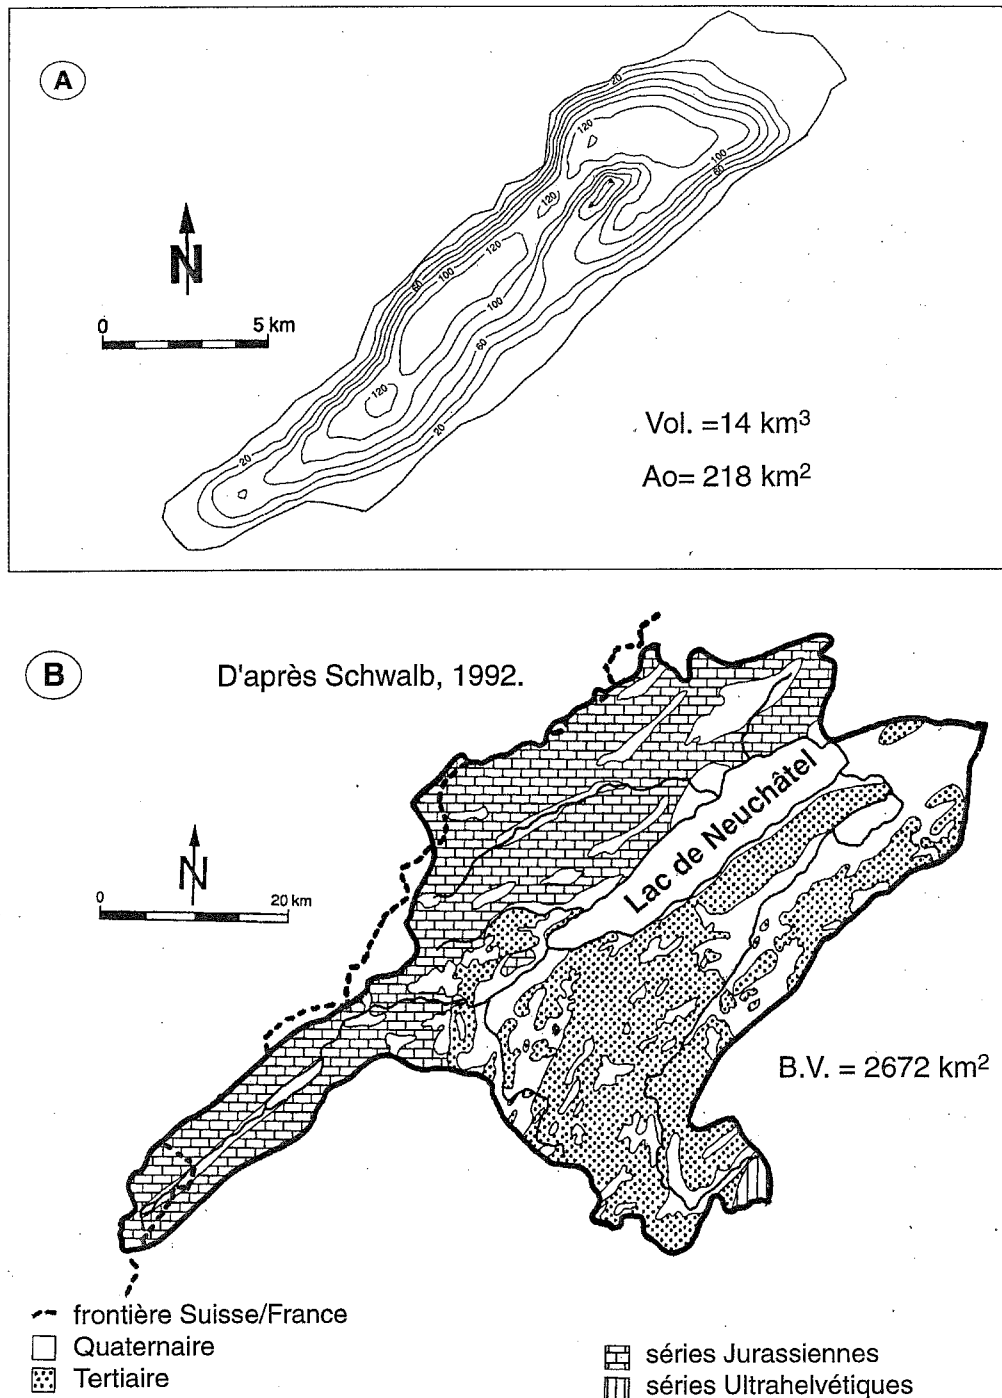 A
20
120
100
60
120
120
100
60
100
60
120
20
20
N
0 5 km
Vol. =14 km³
Ao= 218 km²
B
D'après Schwalb, 1992.
N
0 20 km
Lac de Neuchâtel
B.V. = 2672 km²
frontière Suisse/France
Quaternaire
Tertiaire
séries Jurassiennes
séries Ultrahelvétiques